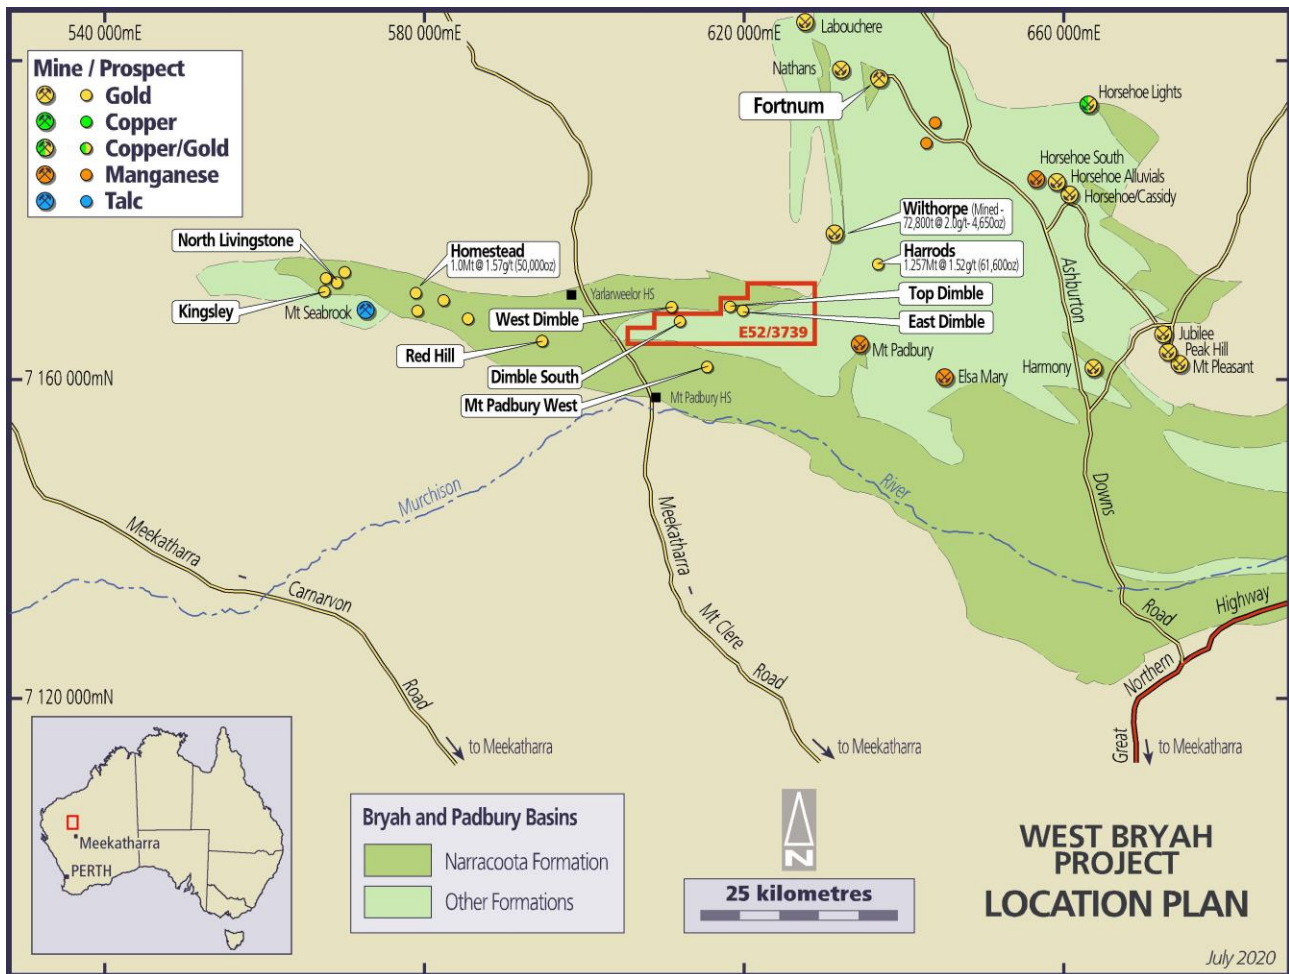 540 000mE
580 000mE
620 000mE
660 000mE
Mine / Prospect
Gold
Copper
Copper/Gold
Manganese
Talc
Labouchere
Nathans
Fortnum
Horsehoe Lights
Horsehoe South
Horsehoe Alluvials
Horsehoe/Cassidy
Wilthorpe (Mined -
72,800t @ 2.0g/t- 4,650oz)
Harrods
1.257Mt @ 1.52g/t (61,600oz)
North Livingstone
Homestead
1.0Mt @ 1.57g/t (50,000oz)
Kingsley
Mt Seabrook
Yarlarweelor HS
West Dimble
Top Dimble
East Dimble
E52/3739
Red Hill
Dimble South
Mt Padbury West
Mt Padbury HS
Mt Padbury
Elsa Mary
Harmony
Jubilee
Peak Hill
Mt Pleasant
7 160 000mN
7 120 000mN
Murchison
River
Ashburton
Downs
Road
Meekatharra
Carnarvon
Road
Meekatharra -
Mt Clere
Road
Great
Northern
Highway
to Meekatharra
to Meekatharra
to Meekatharra
Meekatharra
PERTH
Bryah and Padbury Basins
Narracoota Formation
Other Formations
N
25 kilometres
WEST BRYAH
PROJECT
LOCATION PLAN
July 2020